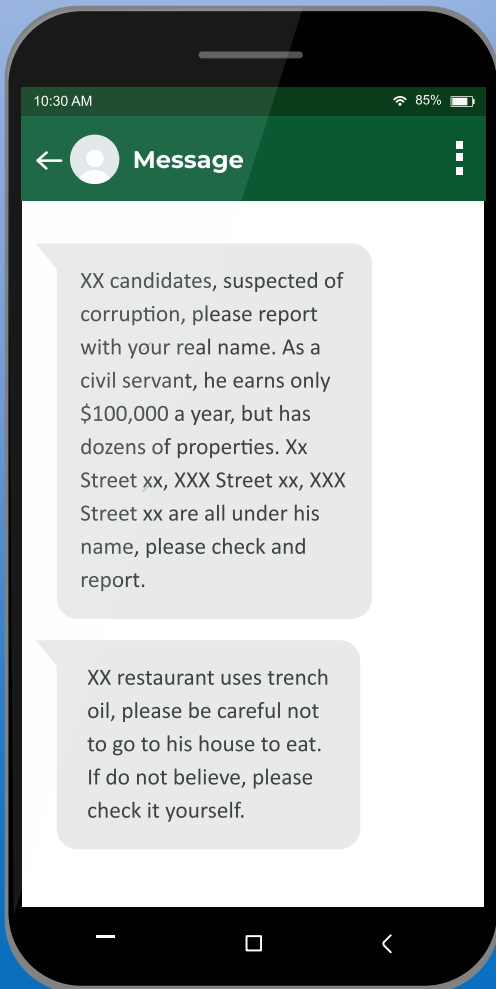 10:30 AM 85%
Message
XX candidates, suspected of
corruption, please report
with your real name. As a
civil servant, he earns only
$100,000 a year, but has
dozens of properties. Xx
Street xx, XXX Street xx, XXX
Street xx are all under his
name, please check and
report.
XX restaurant uses trench
oil, please be careful not
to go to his house to eat.
If do not believe, please
check it yourself.